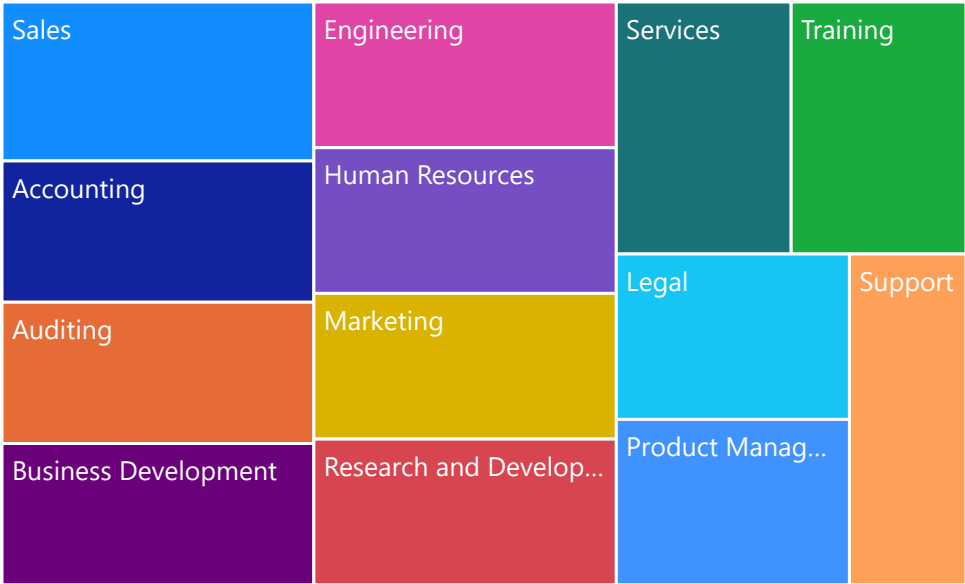 Sales
Accounting
Auditing
Business Development
Engineering
Human Resources
Marketing
Research and Develop...
Services
Training
Legal
Support
Product Manag...